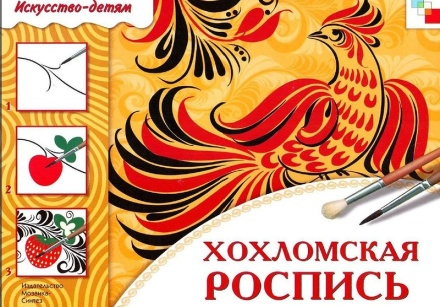 Искусство-детям
1
2
3
Издательство
Мозаика-
Синтез
ХОХЛОМСКАЯ
РОСПИСЬ